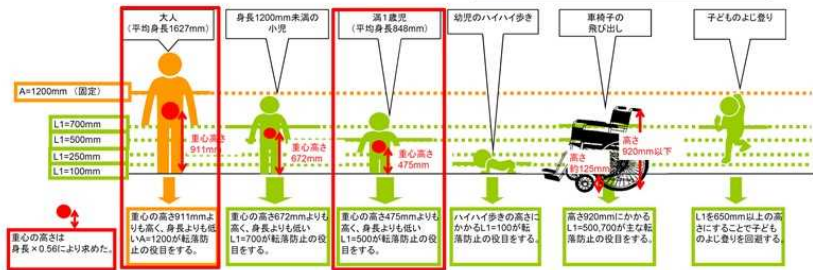 大人
(平均身長1627mm)
身長1200mm未満の
小児
満1歳児
(平均身長848mm)
幼児のハイハイ歩き
車椅子の
飛び出し
子どものよじ登り
A=1200mm (固定)
L1=700mm
L1=500mm
L1=250mm
L1=100mm
重心高さ
911mm
重心高さ
672mm
重心高さ
475mm
高さ
約125mm
高さ
920mm以下
重心の高さは
身長×0.56により求めた。
重心の高さ911mmよ
りも高く、身長よりも低
いA=1200が転落防
止の役目をする。
重心の高さ672mmよりも
高く、身長よりも低い
L1=700が転落防止の役
目をする。
重心の高さ475mmよりも
高く、身長よりも低い
L1=500が転落防止の役
目をする。
ハイハイ歩きの高さに
かかるL1=100が転
落防止の役目をする。
高さ920mmにかかる
L1=500,700が主な転
落防止の役目をする。
L1を650mm以上の高
さにすることで子ども
のよじ登りを回避する。